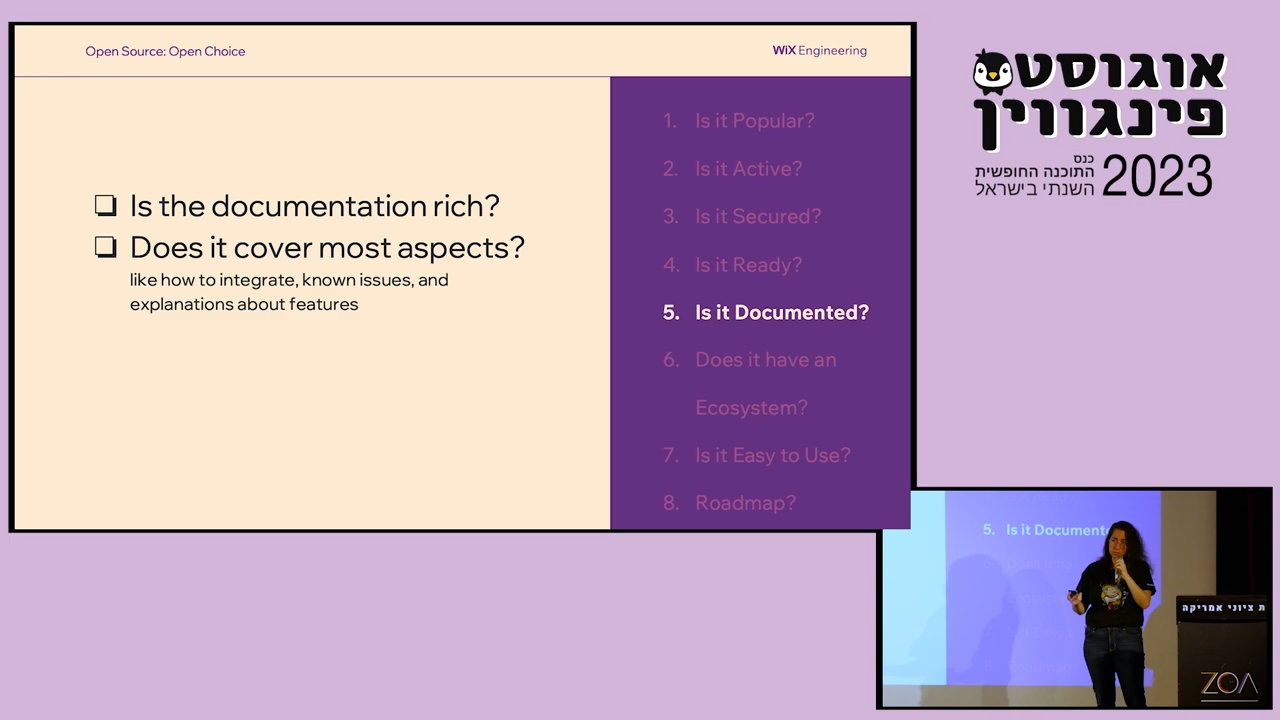 Open Source: Open Choice
WiX Engineering
❏ Is the documentation rich?
❏ Does it cover most aspects?
like how to integrate, known issues, and
explanations about features
1. Is it Popular?
2. Is it Active?
3. Is it Secured?
4. Is it Ready?
5. Is it Documented?
6. Does it have an
Ecosystem?
7. Is it Easy to Use?
8. Roadmap?
אוגוסט
פינגווין
כנס
התוכנה החופשית
השנתי בישראל
2023
5. Is it Documente
ת ציוני אמריקה
ZOA